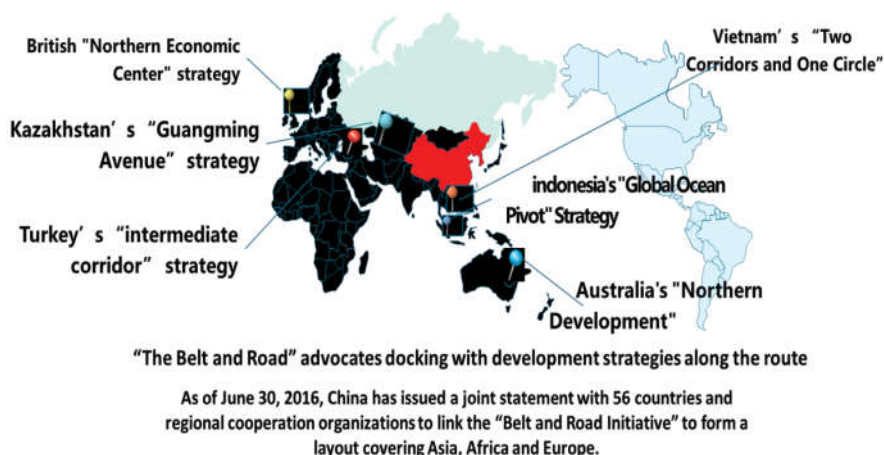 British "Northern Economic
Center" strategy
Vietnam’ s “Two
Corridors and One Circle”
Kazakhstan’ s “Guangming
Avenue” strategy
indonesia's "Global Ocean
Pivot" Strategy
Turkey’ s “intermediate
corridor” strategy
Australia's "Northern
Development"
“The Belt and Road” advocates docking with development strategies along the route
As of June 30, 2016, China has issued a joint statement with 56 countries and
regional cooperation organizations to link the “Belt and Road Initiative” to form a
layout covering Asia, Africa and Europe.